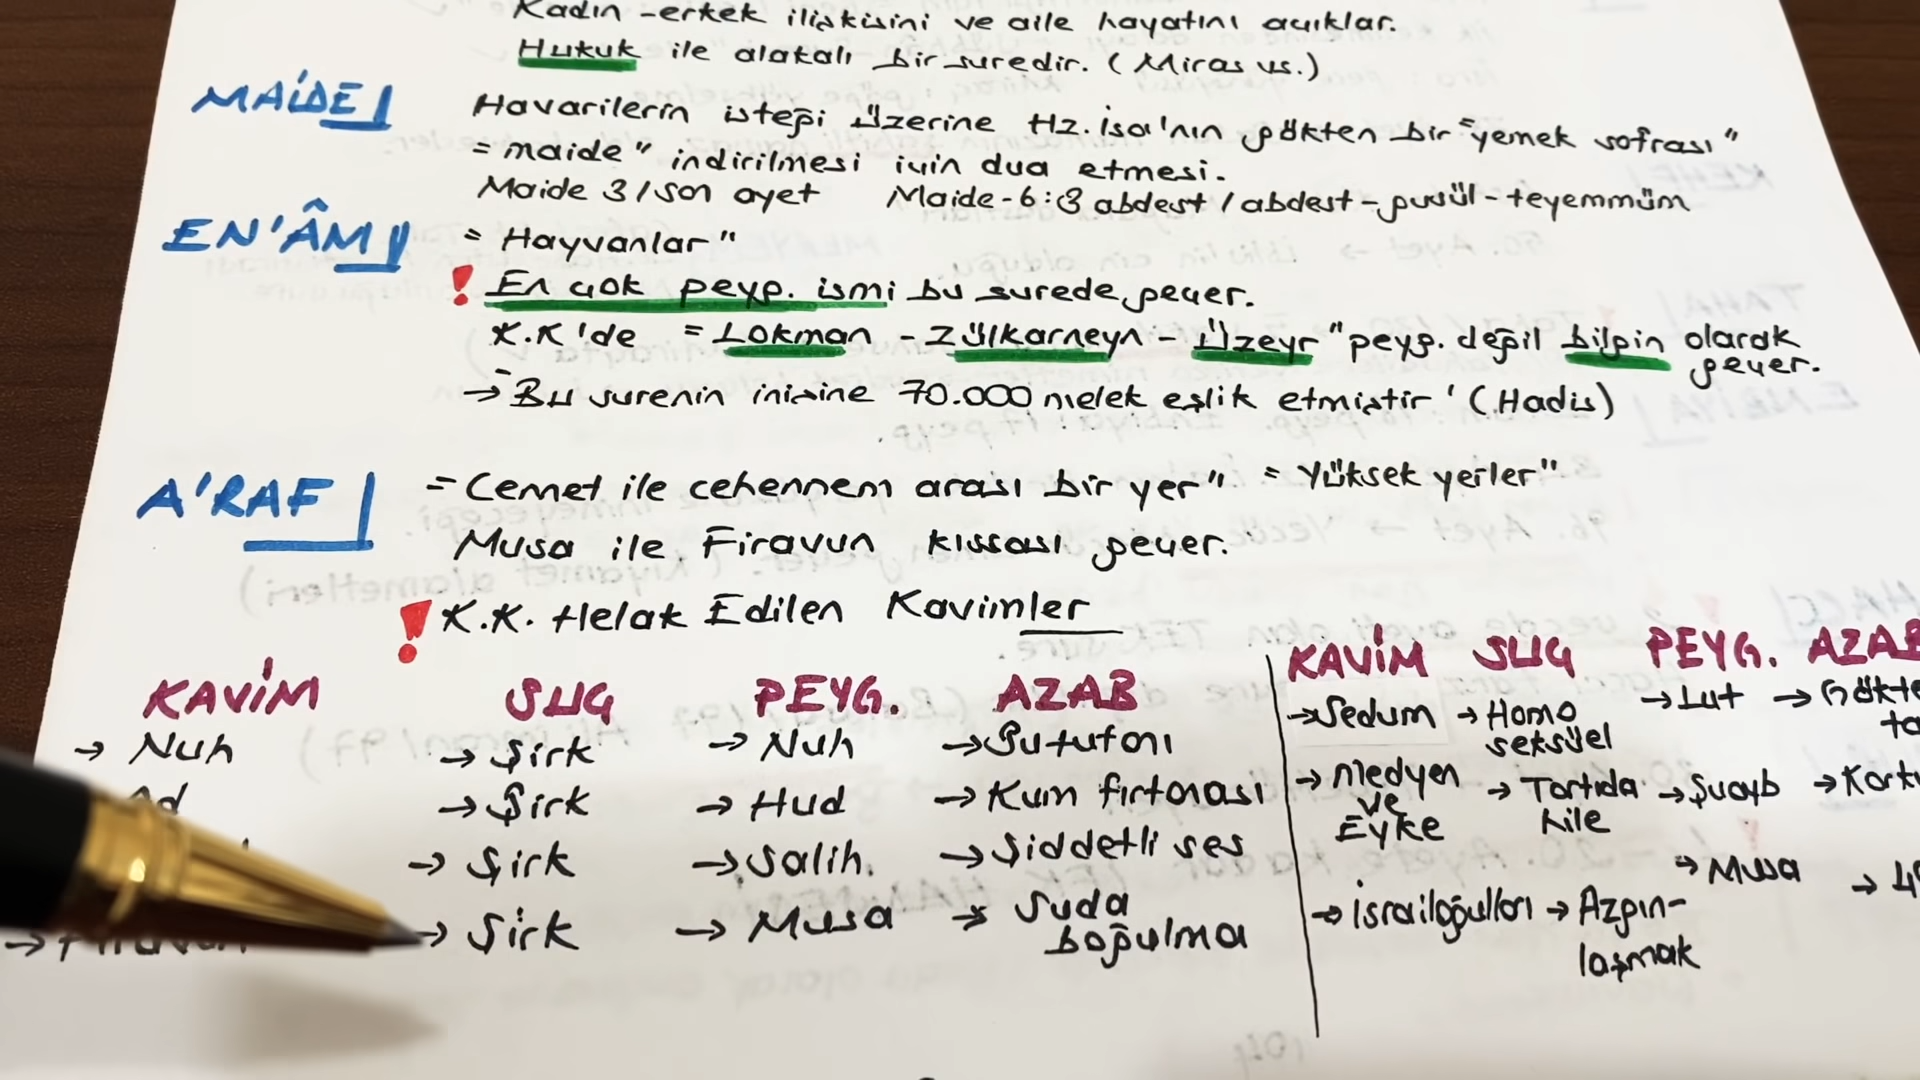 Kadın -erkek ilişkisini ve aile hayatını açıklar.
Hukuk ile alakalı bir suredir. (Miras vs.)
MAİDE
Havarilerin isteği üzerine Hz.İsa'nın gökten bir "yemek sofrası"
"maide" indirilmesi için dua etmesi.
Maide 3/son ayet Maide-6:3 abdest/abdest-gusül-teyemmüm
EN'ÂM
"Hayvanlar"
! En çok peyg. ismi bu surede geçer.
K.K'de "Lokman - Zülkarneyn - Üzeyr" peyg. değil bilgin olarak
geçer.
→ Bu surenin inişine 70.000 melek eşlik etmiştir' (Hadis)
A'RAF
"Cennet ile cehennem arası bir yer" "Yüksek yerler"
Musa ile Firavun kıssası geçer.
! K.K. Helak Edilen Kavimler
KAVİM SUÇ PEYG. AZAB
→ Nuh → Şirk → Nuh → Su tufanı
→ Şirk → Hud → Kum fırtınası
→ Şirk → Salih. → Şiddetli ses
→ Firavun → Şirk → Musa → Suda
boğulma
KAVİM SUÇ PEYG. AZAB
→ Sedum → Homo → Lut →
seksüel
→ Medyen → Tartıda → Şuayb →
ve hile
Eyke
→ İsrailoğulları → Azgın- → Musa →
laşmak